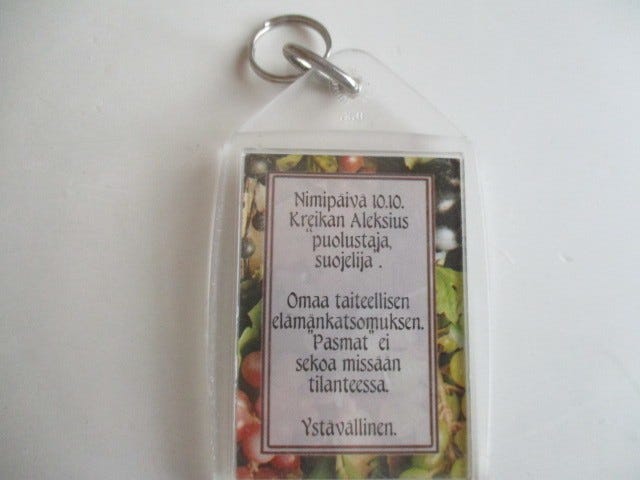 Nimipäivä 10.10.
Kreikan Aleksius
"puolustaja,
suojelija".
Omaa taiteellisen
elämänkatsomuksen.
"Pasmat" ei
sekoa missään
tilanteessa.
Ystävällinen.